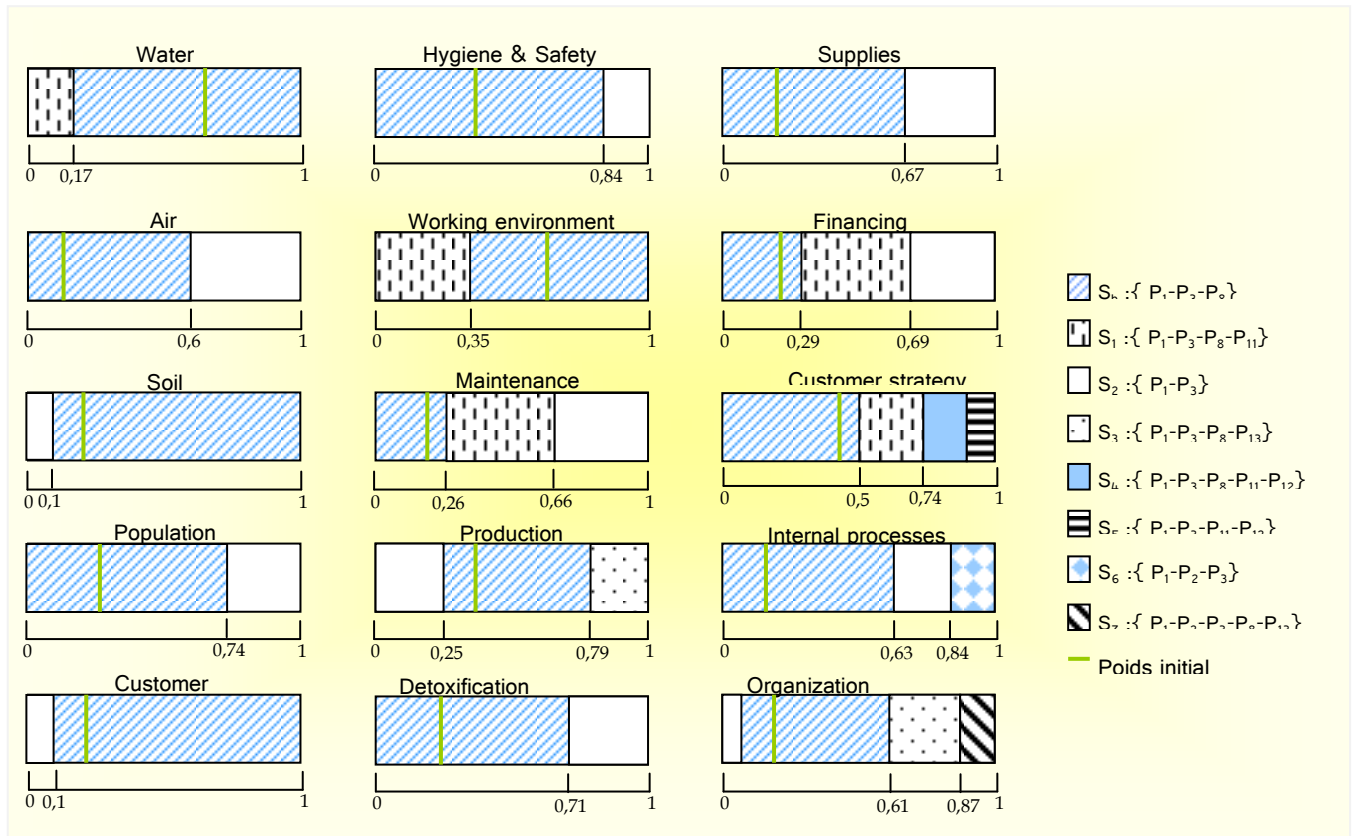 Water
0 0,17 1
Hygiene & Safety
0 0,84 1
Supplies
0 0,67 1
Air
0 0,6 1
Working environment
0 0,35 1
Financing
0 0,29 0,69 1
Soil
0 0,1 1
Maintenance
0 0,26 0,66 1
Customer strategy
0 0,5 0,74 1
Population
0 0,74 1
Production
0 0,25 0,79 1
Internal processes
0 0,63 0,84 1
Customer
0 0,1 1
Detoxification
0 0,71 1
Organization
0 0,61 0,87 1
S₁ :{ P₁-P₃-P₈-P₁₁}
S₂ :{ P₁-P₃}
S₃ :{ P₁-P₃-P₈-P₁₃}
S₄ :{ P₁-P₃-P₈-P₁₁-P₁₂}
S₆ :{ P₁-P₂-P₃}
Poids initial